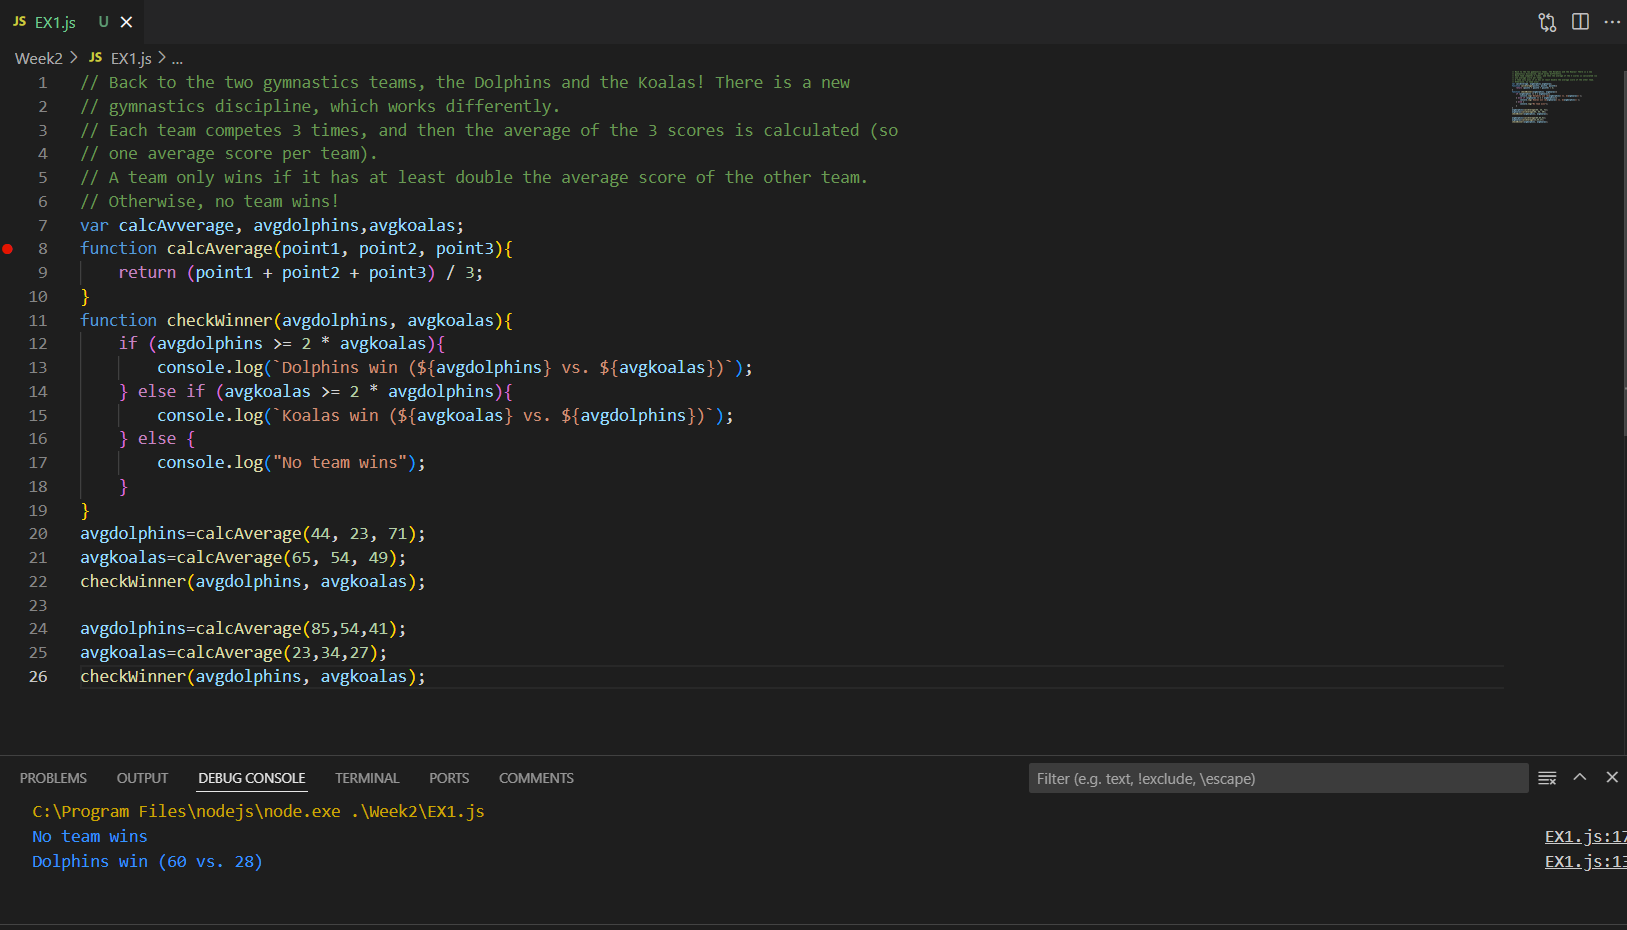 JS EX1.js U
Week2 > JS EX1.js > ...
1 // Back to the two gymnastics teams, the Dolphins and the Koalas! There is a new
2 // gymnastics discipline, which works differently.
3 // Each team competes 3 times, and then the average of the 3 scores is calculated (so
4 // one average score per team).
5 // A team only wins if it has at least double the average score of the other team.
6 // Otherwise, no team wins!
7 var calcAvverage, avgdolphins,avgkoalas;
8 function calcAverage(point1, point2, point3){
9     return (point1 + point2 + point3) / 3;
10 }
11 function checkWinner(avgdolphins, avgkoalas){
12     if (avgdolphins >= 2 * avgkoalas){
13         console.log(`Dolphins win (${avgdolphins} vs. ${avgkoalas})`);
14     } else if (avgkoalas >= 2 * avgdolphins){
15         console.log(`Koalas win (${avgkoalas} vs. ${avgdolphins})`);
16     } else {
17         console.log("No team wins");
18     }
19 }
20 avgdolphins=calcAverage(44, 23, 71);
21 avgkoalas=calcAverage(65, 54, 49);
22 checkWinner(avgdolphins, avgkoalas);
23
24 avgdolphins=calcAverage(85,54,41);
25 avgkoalas=calcAverage(23,34,27);
26 checkWinner(avgdolphins, avgkoalas);
PROBLEMS OUTPUT DEBUG CONSOLE TERMINAL PORTS COMMENTS Filter (e.g. text, !exclude, \escape)
C:\Program Files\nodejs\node.exe .\Week2\EX1.js
No team wins EX1.js:17
Dolphins win (60 vs. 28) EX1.js:13